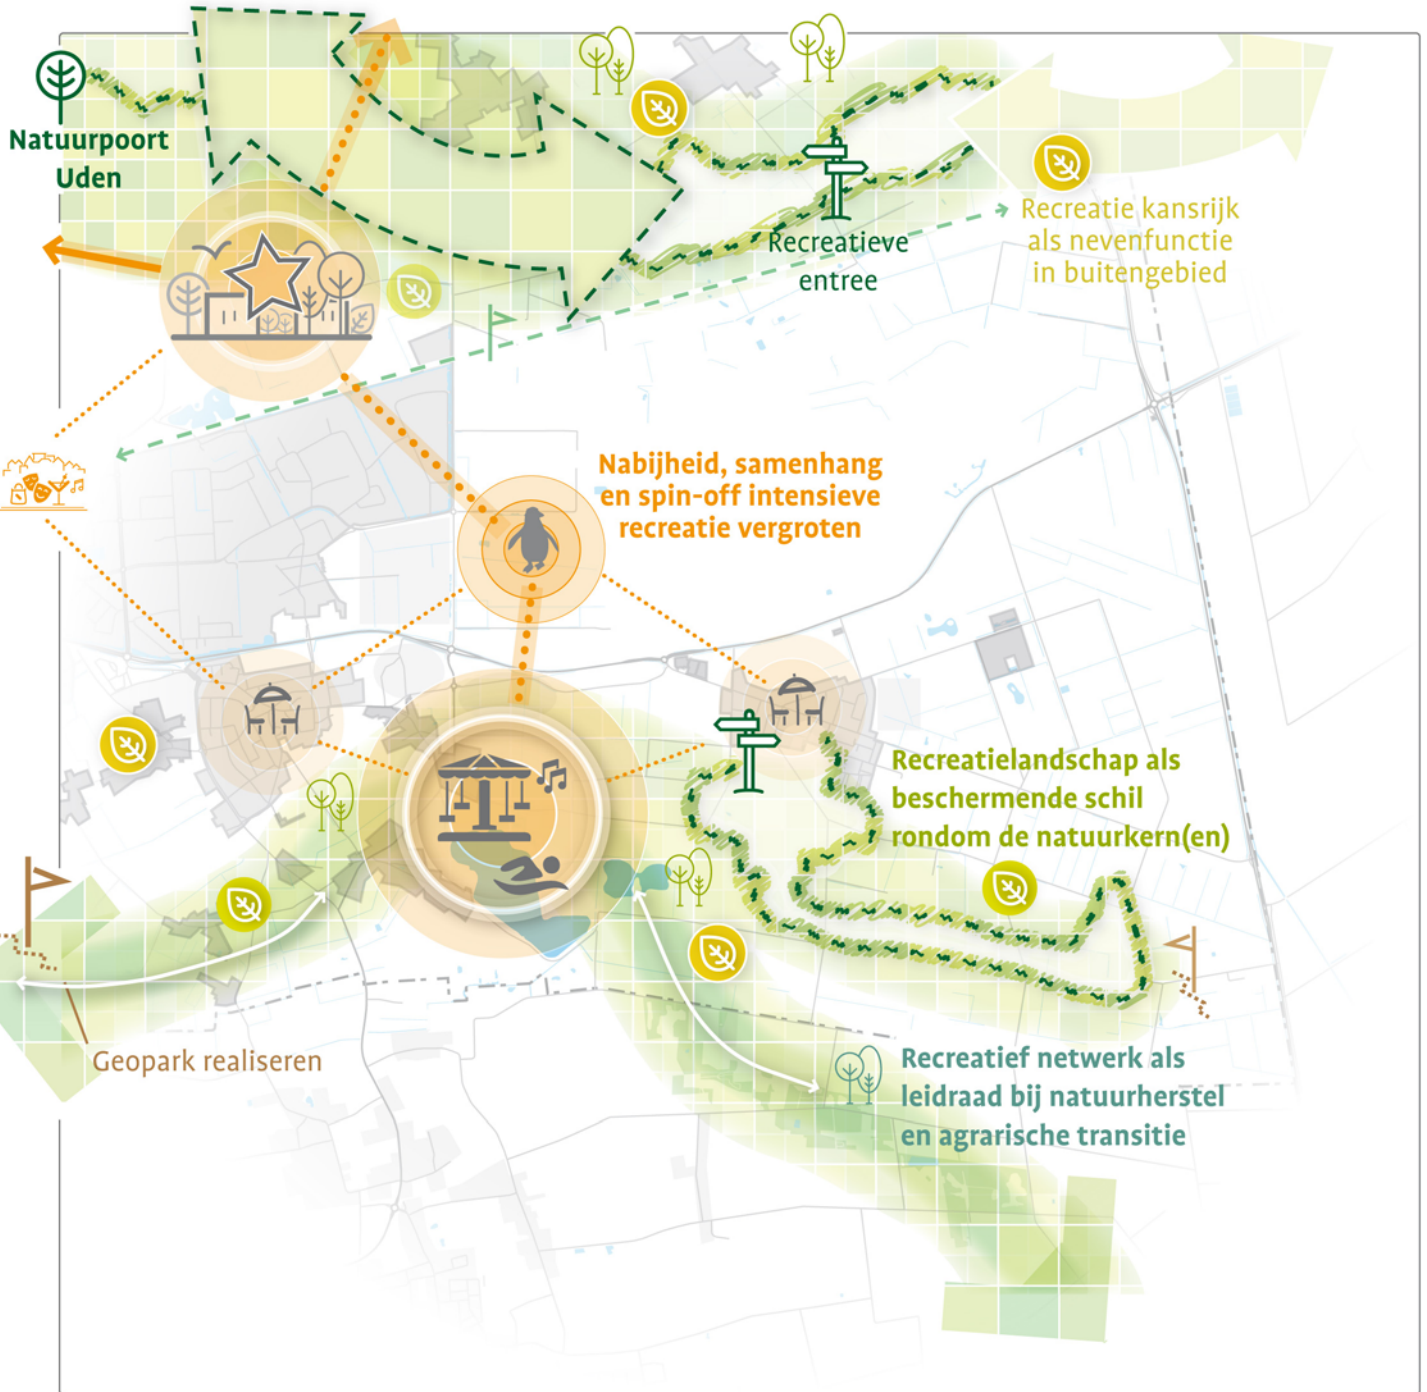 Natuurpoort
Uden
Recreatieve
entree
Recreatie kansrijk
als nevenfunctie
in buitengebied
Nabijheid, samenhang
en spin-off intensieve
recreatie vergroten
Recreatielandschap als
beschermende schil
rondom de natuurkern(en)
Geopark realiseren
Recreatief netwerk als
leidraad bij natuurherstel
en agrarische transitie